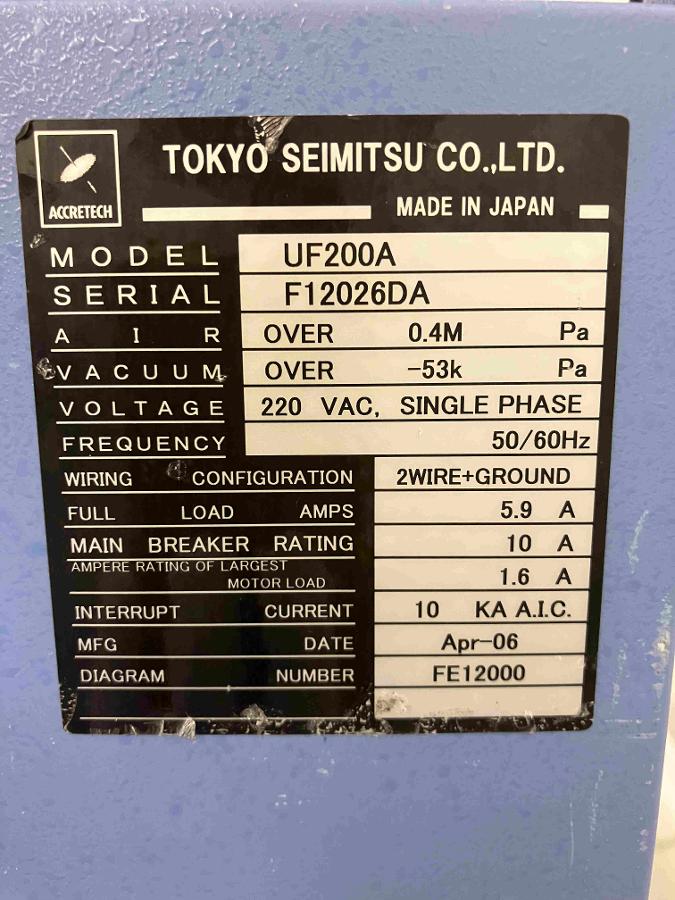 TOKYO SEIMITSU CO.,LTD.
ACCRETECH
MADE IN JAPAN
MODEL UF200A
SERIAL F12026DA
AIR OVER 0.4M Pa
VACUUM OVER -53k Pa
VOLTAGE 220 VAC, SINGLE PHASE
FREQUENCY 50/60Hz
WIRING CONFIGURATION 2WIRE+GROUND
FULL LOAD AMPS 5.9 A
MAIN BREAKER RATING 10 A
AMPERE RATING OF LARGEST
MOTOR LOAD 1.6 A
INTERRUPT CURRENT 10 KA A.I.C.
MFG DATE Apr-06
DIAGRAM NUMBER FE12000